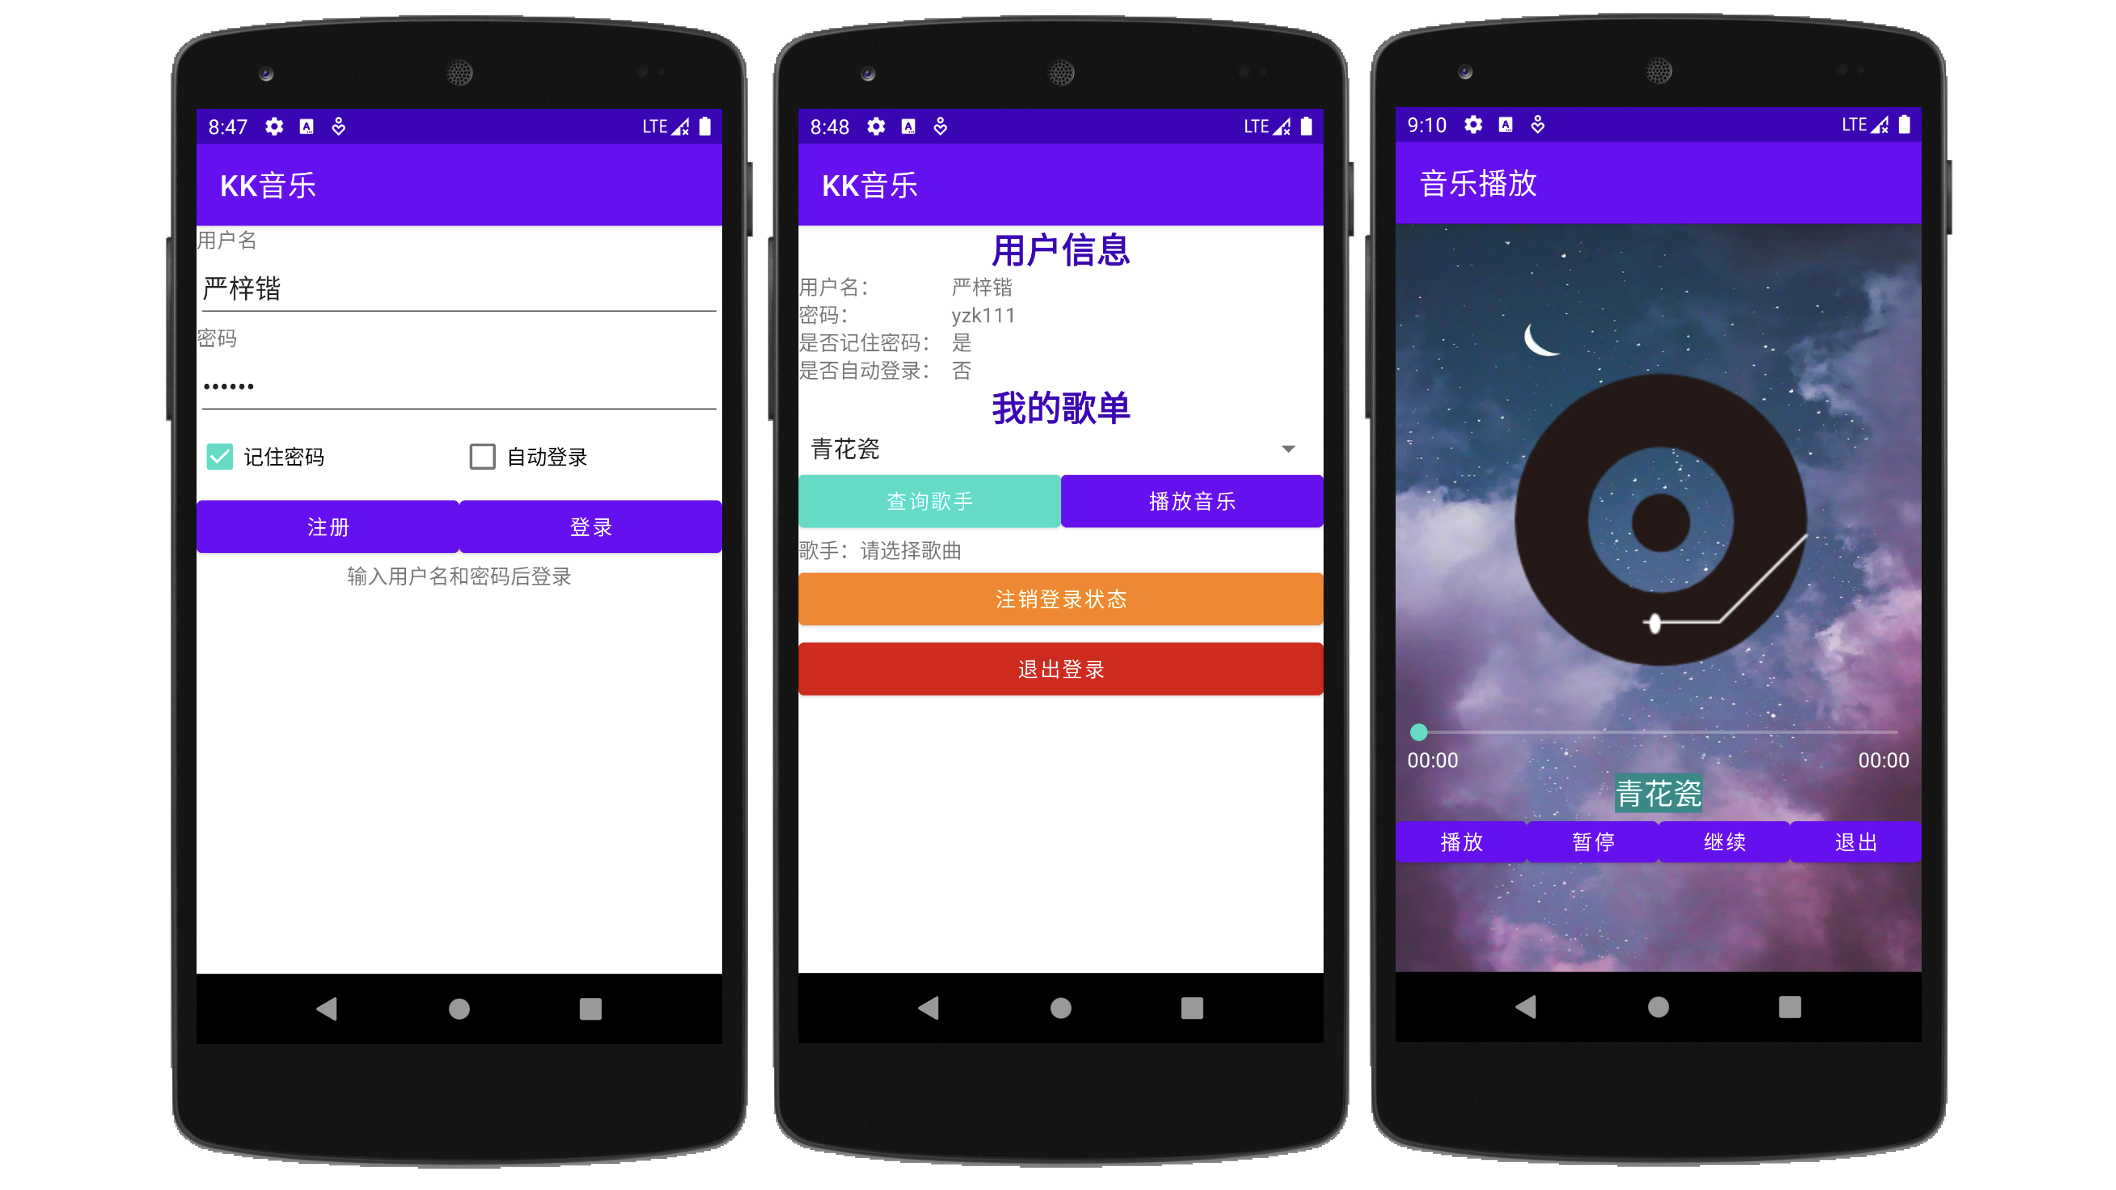 8:47 LTE
KK音乐
用户名
严梓锴
密码
••••••
记住密码 自动登录
注册 登录
输入用户名和密码后登录
8:48 LTE
KK音乐
用户信息
用户名： 严梓锴
密码： yzk111
是否记住密码： 是
是否自动登录： 否
我的歌单
青花瓷
查询歌手 播放音乐
歌手：请选择歌曲
注销登录状态
退出登录
9:10 LTE
音乐播放
00:00 00:00
青花瓷
播放 暂停 继续 退出